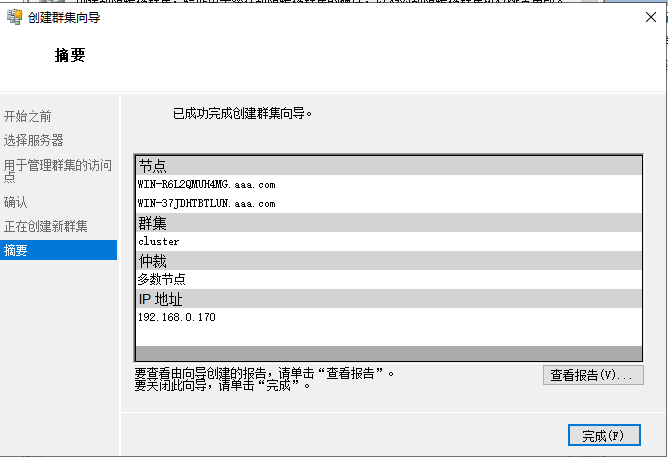 创建群集向导
摘要
开始之前
选择服务器
用于管理群集的访问
点
确认
正在创建新群集
摘要
已成功完成创建群集向导。
节点
WIN-R6L2QMUH4MG.aaa.com
WIN-37JDHTBTLUN.aaa.com
群集
cluster
仲裁
多数节点
IP 地址
192.168.0.170
要查看由向导创建的报告，请单击“查看报告”。
要关闭此向导，请单击“完成”。
查看报告(V)...
完成(F)